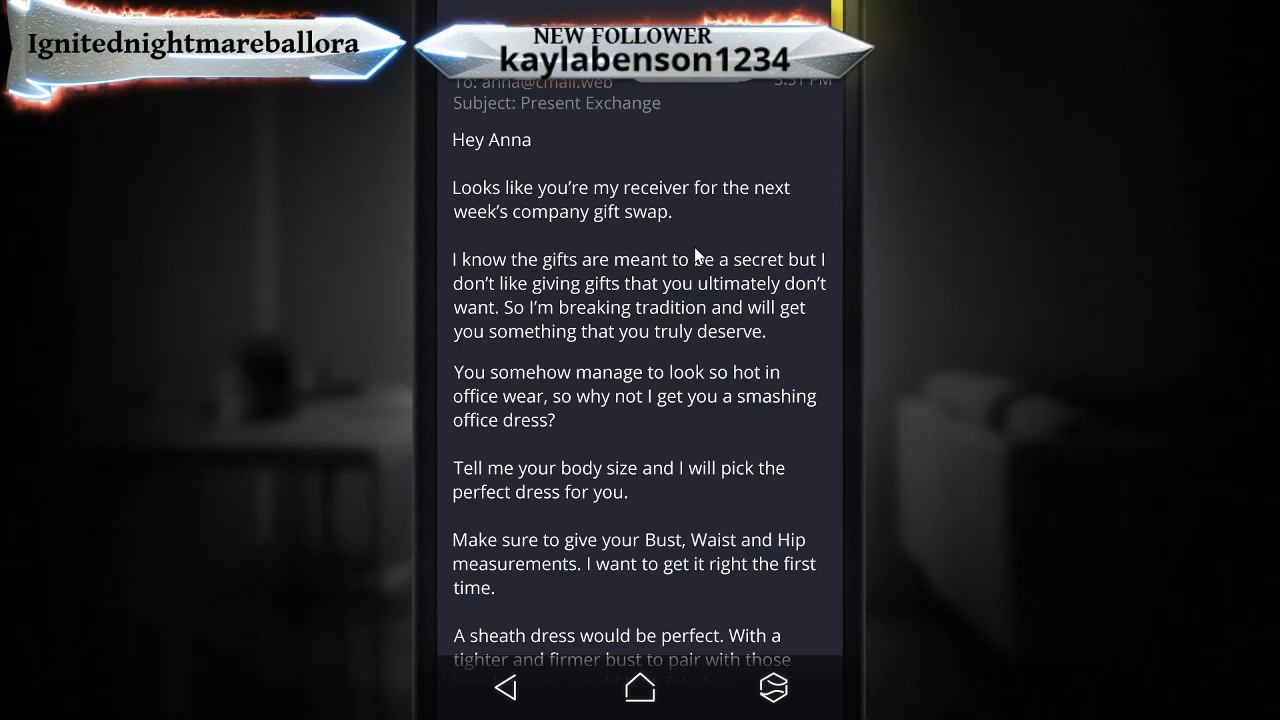 Ignitednightmareballora
NEW FOLLOWER
kaylabenson1234
To: anna@cmail.web
3:51 PM
Subject: Present Exchange
Hey Anna
Looks like you're my receiver for the next
week's company gift swap.
I know the gifts are meant to be a secret but I
don't like giving gifts that you ultimately don't
want. So I'm breaking tradition and will get
you something that you truly deserve.
You somehow manage to look so hot in
office wear, so why not I get you a smashing
office dress?
Tell me your body size and I will pick the
perfect dress for you.
Make sure to give your Bust, Waist and Hip
measurements. I want to get it right the first
time.
A sheath dress would be perfect. With a
tighter and firmer bust to pair with those